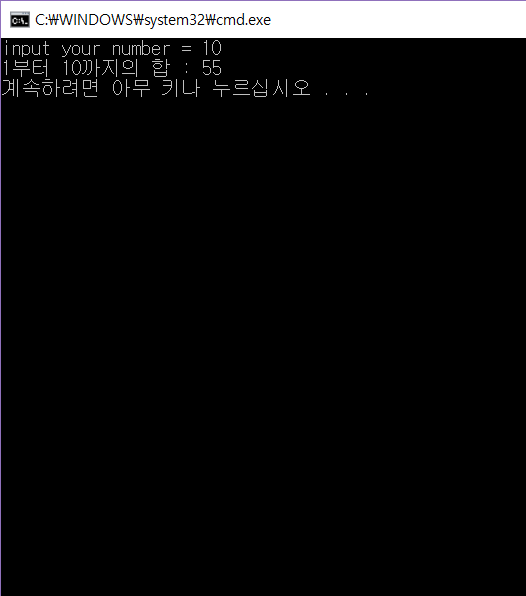 C:₩WINDOWS₩system32₩cmd.exe
input your number = 10
1부터 10까지의 합 : 55
계속하려면 아무 키나 누르십시오 . . .